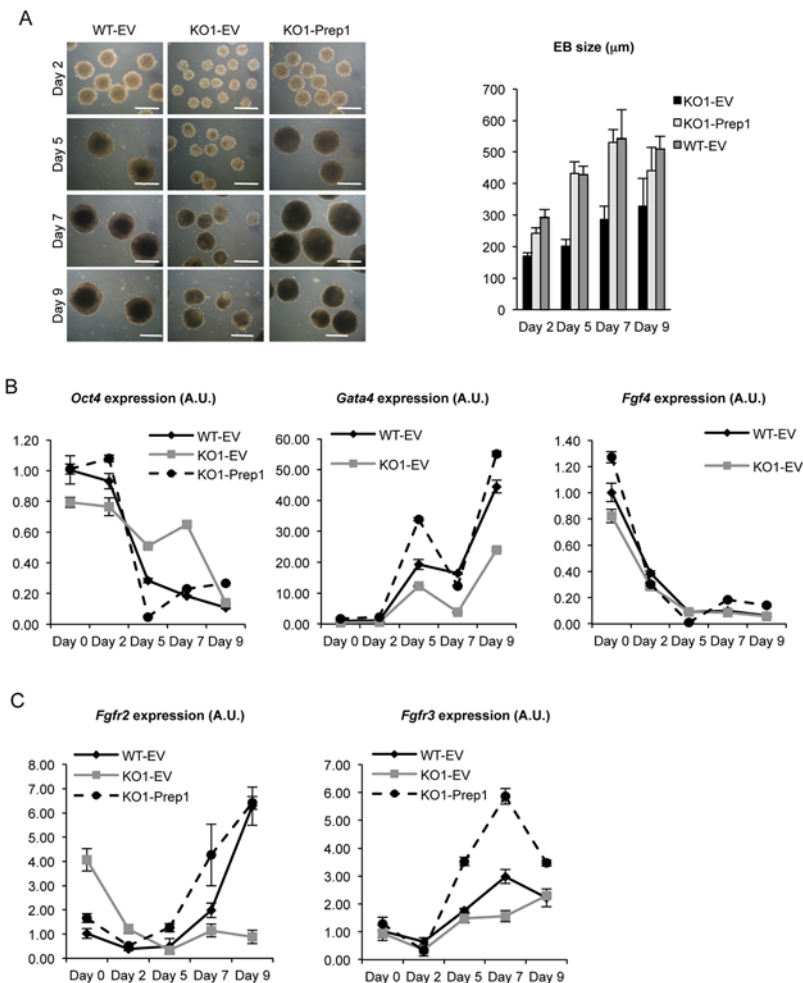 A
WT-EV KO1-EV KO1-Prep1
Day 2
Day 5
Day 7
Day 9
EB size (μm)
700
600
500
400
300
200
100
0
Day 2 Day 5 Day 7 Day 9
KO1-EV
KO1-Prep1
WT-EV
B
Oct4 expression (A.U.)
1.20
1.00
0.80
0.60
0.40
0.20
0.00
Day 0 Day 2 Day 5 Day 7 Day 9
WT-EV
KO1-EV
KO1-Prep1
Gata4 expression (A.U.)
60.00
50.00
40.00
30.00
20.00
10.00
0.00
Day 0 Day 2 Day 5 Day 7 Day 9
WT-EV
KO1-EV
Fgf4 expression (A.U.)
1.40
1.20
1.00
0.80
0.60
0.40
0.20
0.00
Day 0 Day 2 Day 5 Day 7 Day 9
WT-EV
KO1-EV
C
Fgfr2 expression (A.U.)
8.00
7.00
6.00
5.00
4.00
3.00
2.00
1.00
0.00
Day 0 Day 2 Day 5 Day 7 Day 9
WT-EV
KO1-EV
KO1-Prep1
Fgfr3 expression (A.U.)
7.00
6.00
5.00
4.00
3.00
2.00
1.00
0.00
Day 0 Day 2 Day 5 Day 7 Day 9
WT-EV
KO1-EV
KO1-Prep1